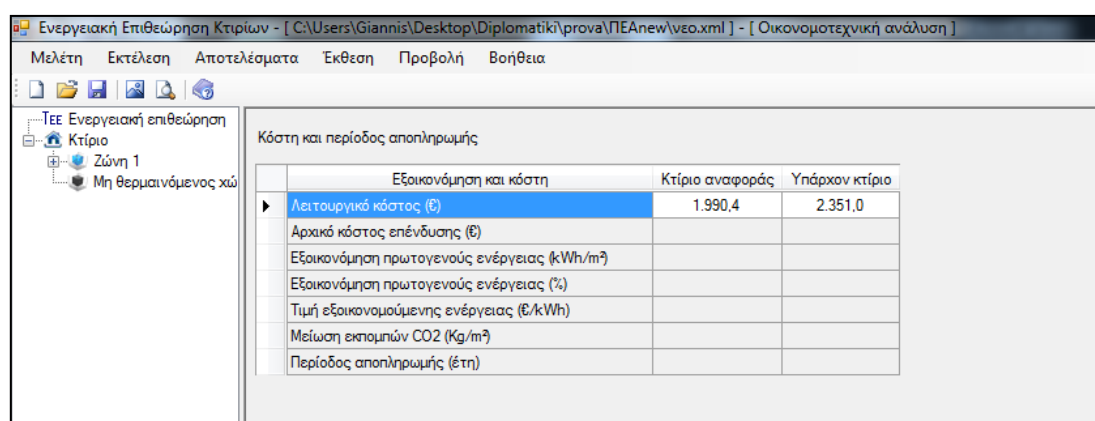 Ενεργειακή Επιθεώρηση Κτιρίων - [ C:\Users\Giannis\Desktop\Diplomatiki\prova\ΠΕΑnew\νεο.xml ] - [ Οικονομοτεχνική ανάλυση ]
Μελέτη Εκτέλεση Αποτελέσματα Έκθεση Προβολή Βοήθεια
ΤΕΕ Ενεργειακή επιθεώρηση
Κτίριο
Ζώνη 1
Μη θερμαινόμενος χώ
Κόστη και περίοδος αποπληρωμής
Εξοικονόμηση και κόστη Κτίριο αναφοράς Υπάρχον κτίριο
Λειτουργικό κόστος (€) 1.990,4 2.351,0
Αρχικό κόστος επένδυσης (€)
Εξοικονόμηση πρωτογενούς ενέργειας (kWh/m²)
Εξοικονόμηση πρωτογενούς ενέργειας (%)
Τιμή εξοικονομούμενης ενέργειας (€/kWh)
Μείωση εκπομπών CO2 (Kg/m²)
Περίοδος αποπληρωμής (έτη)